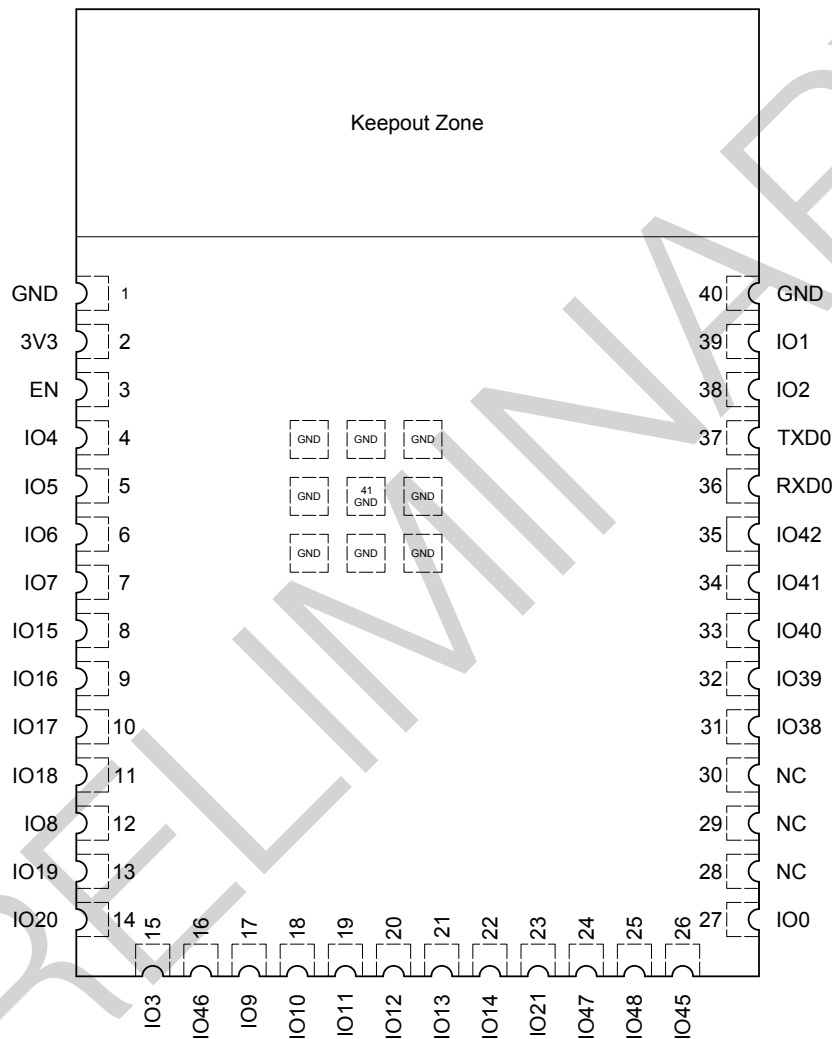 Keepout Zone
GND 1
3V3 2
EN 3
IO4 4
IO5 5
IO6 6
IO7 7
IO15 8
IO16 9
IO17 10
IO18 11
IO8 12
IO19 13
IO20 14
GND GND GND
GND 41 GND GND
GND GND GND
40 GND
39 IO1
38 IO2
37 TXD0
36 RXD0
35 IO42
34 IO41
33 IO40
32 IO39
31 IO38
30 NC
29 NC
28 NC
27 IO0
15 16 17 18 19 20 21 22 23 24 25 26
IO3 IO46 IO9 IO10 IO11 IO12 IO13 IO14 IO21 IO47 IO48 IO45
RELIMINAR